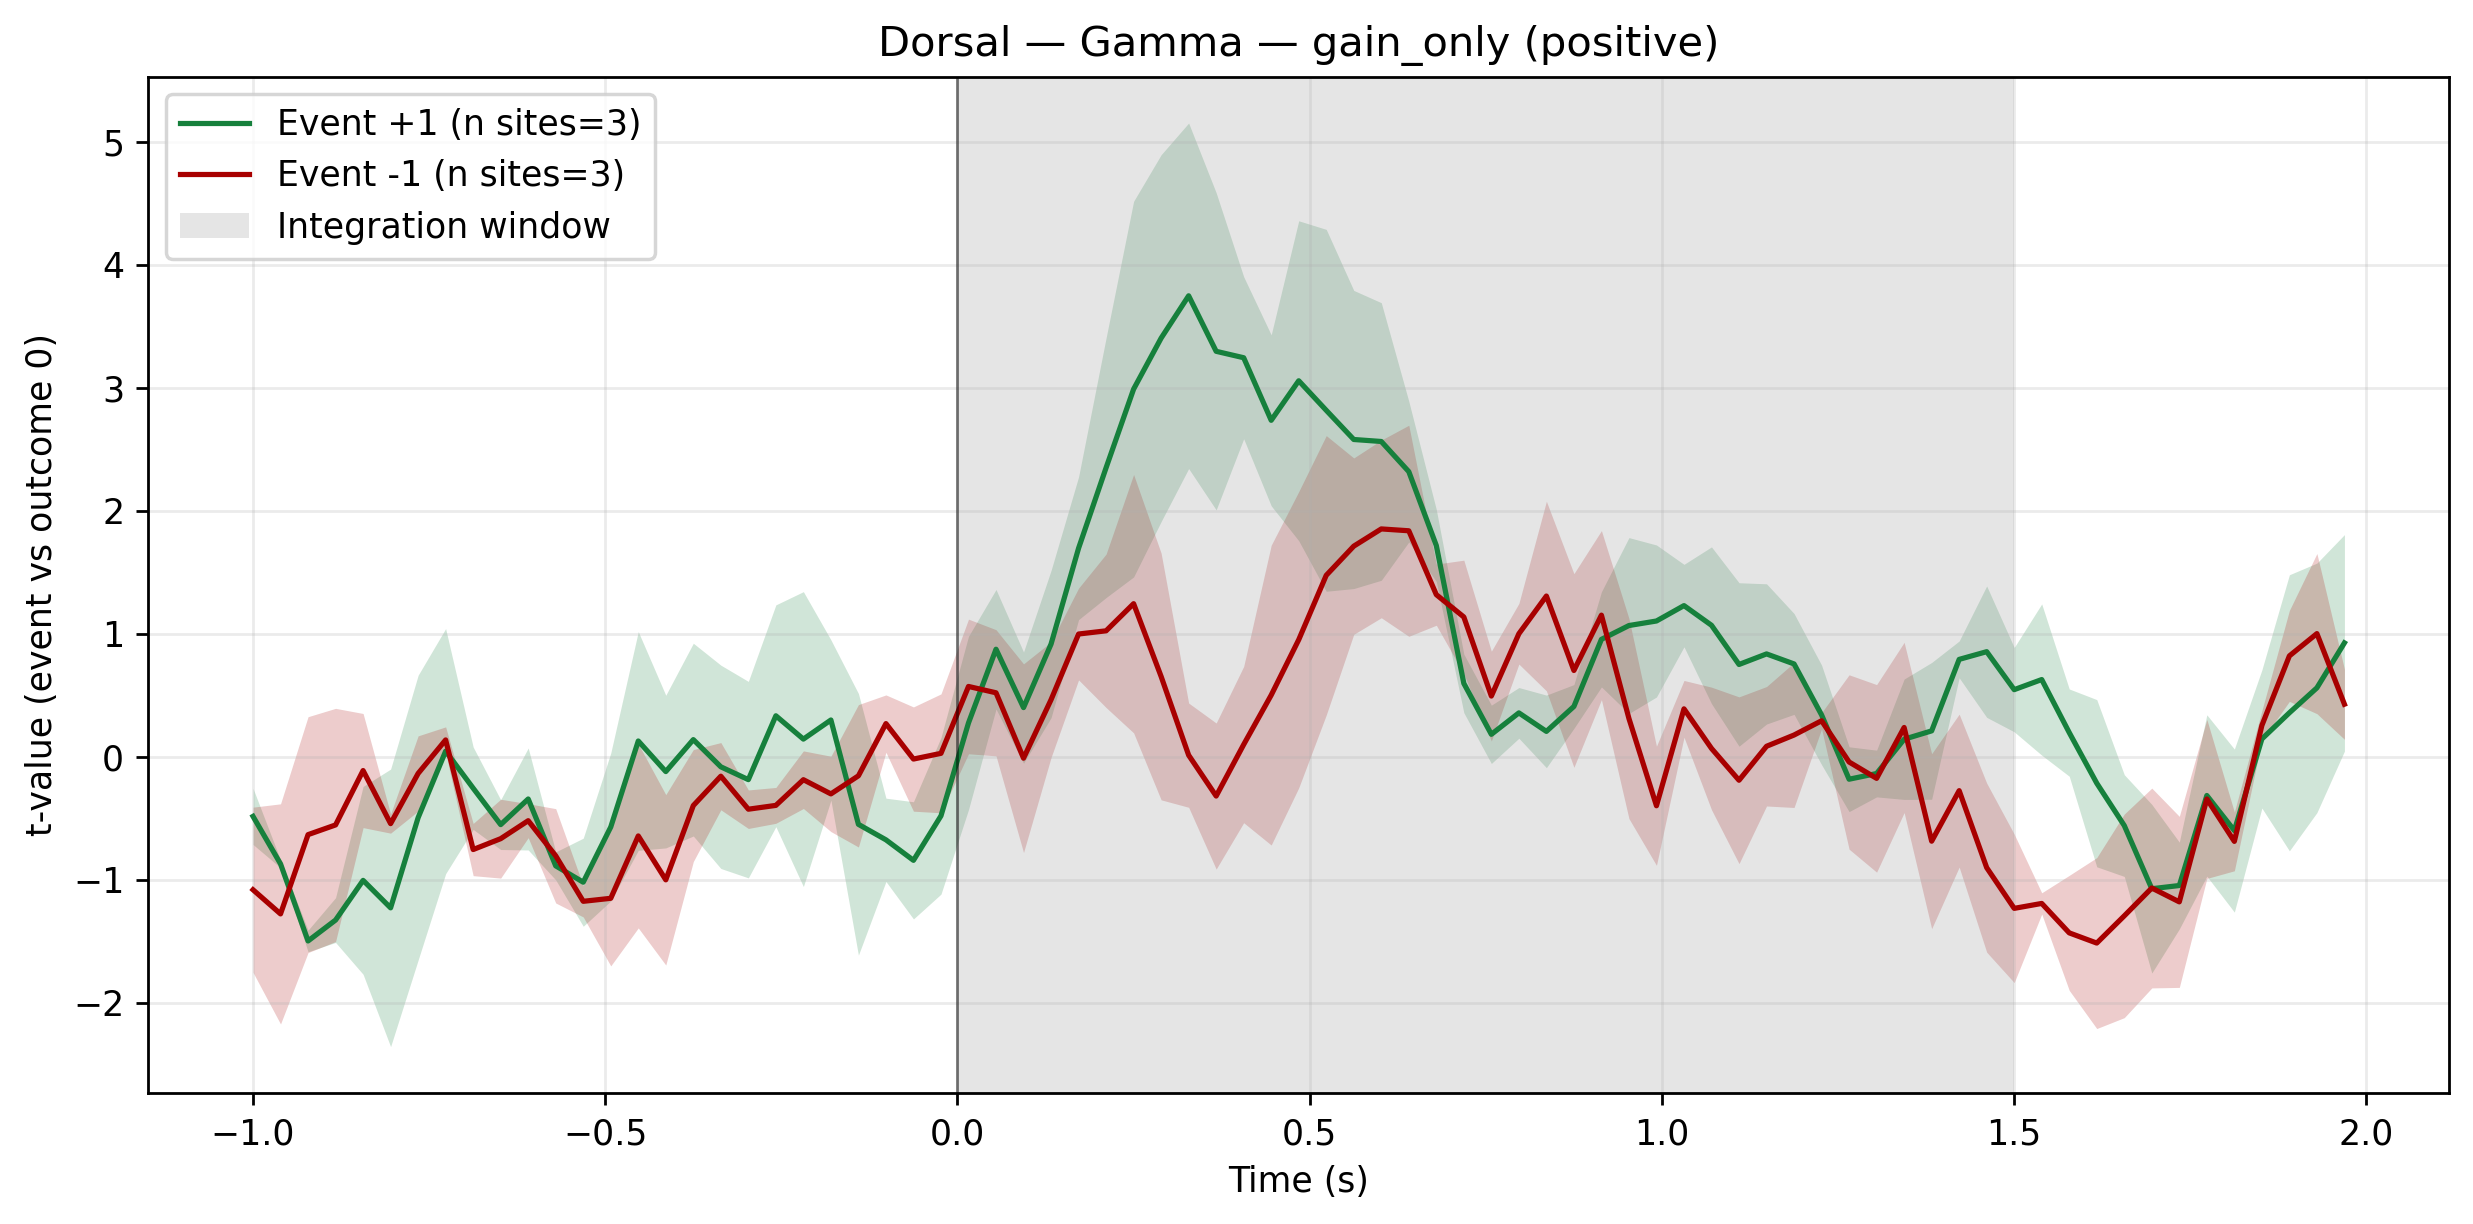 Dorsal — Gamma — gain_only (positive)
Event +1 (n sites=3)
Event -1 (n sites=3)
Integration window
t-value (event vs outcome 0)
5
4
3
2
1
0
−1
−2
−1.0 −0.5 0.0 0.5 1.0 1.5 2.0
Time (s)